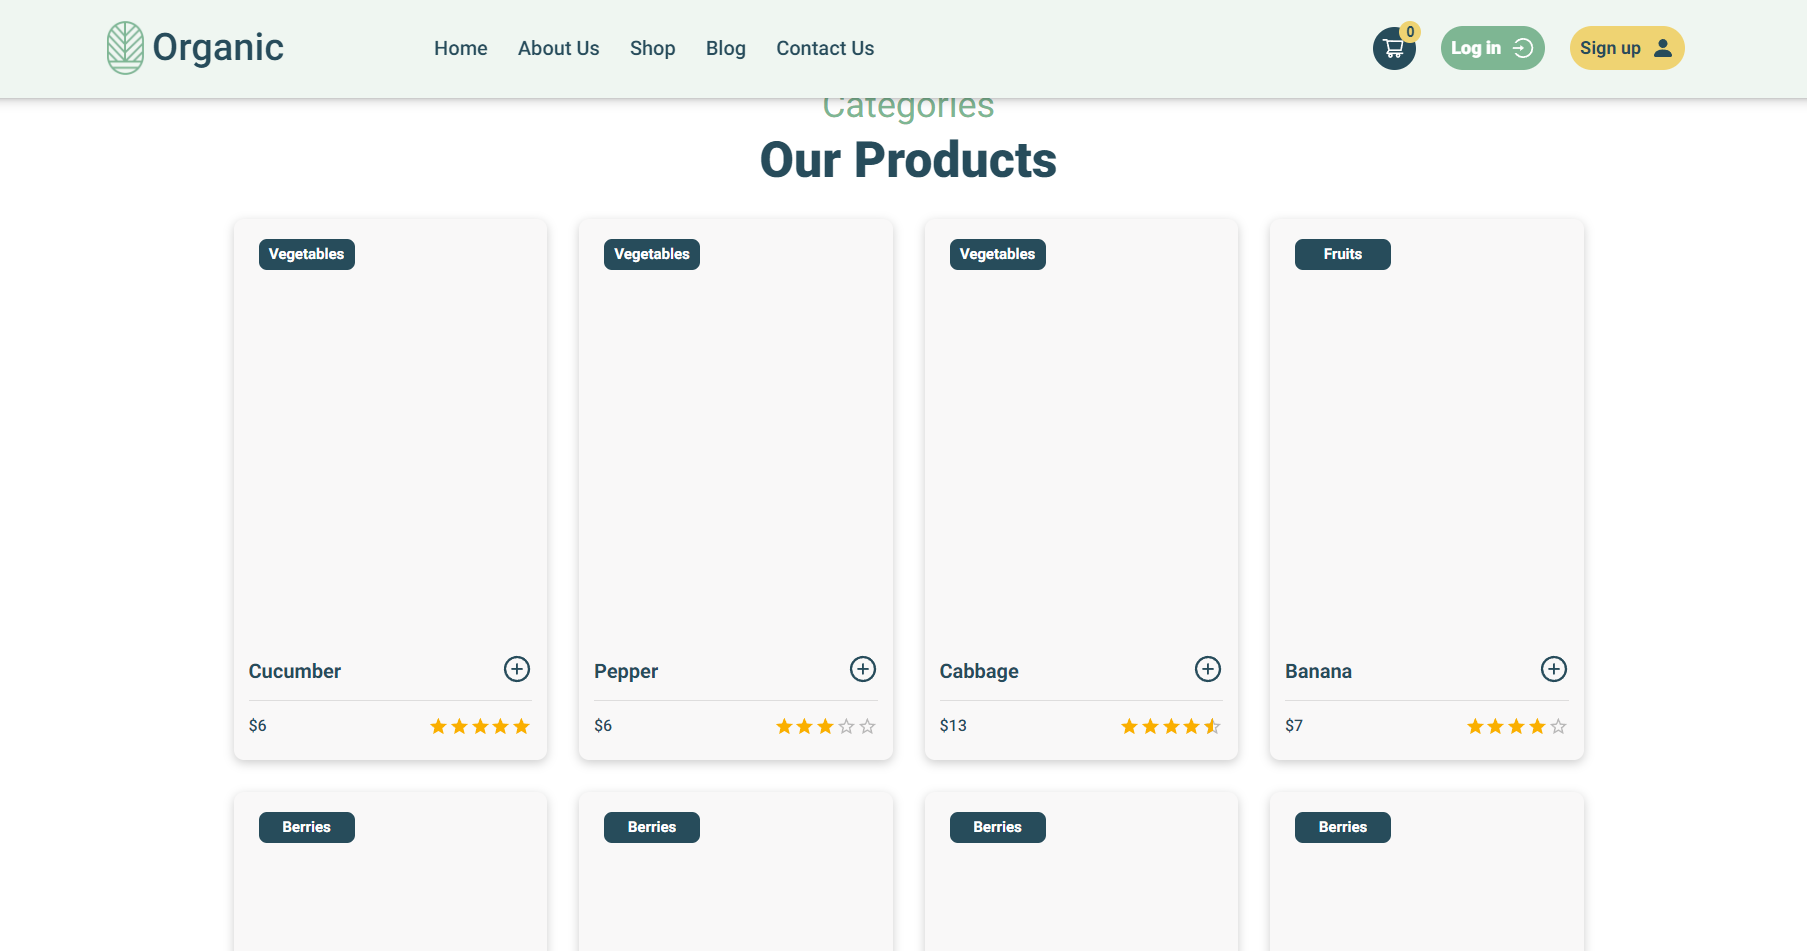 Organic
Home About Us Shop Blog Contact Us
0
Log in
Sign up
Categories
Our Products
Vegetables Vegetables Vegetables Fruits
Cucumber Pepper Cabbage Banana
$6 $6 $13 $7
Berries Berries Berries Berries